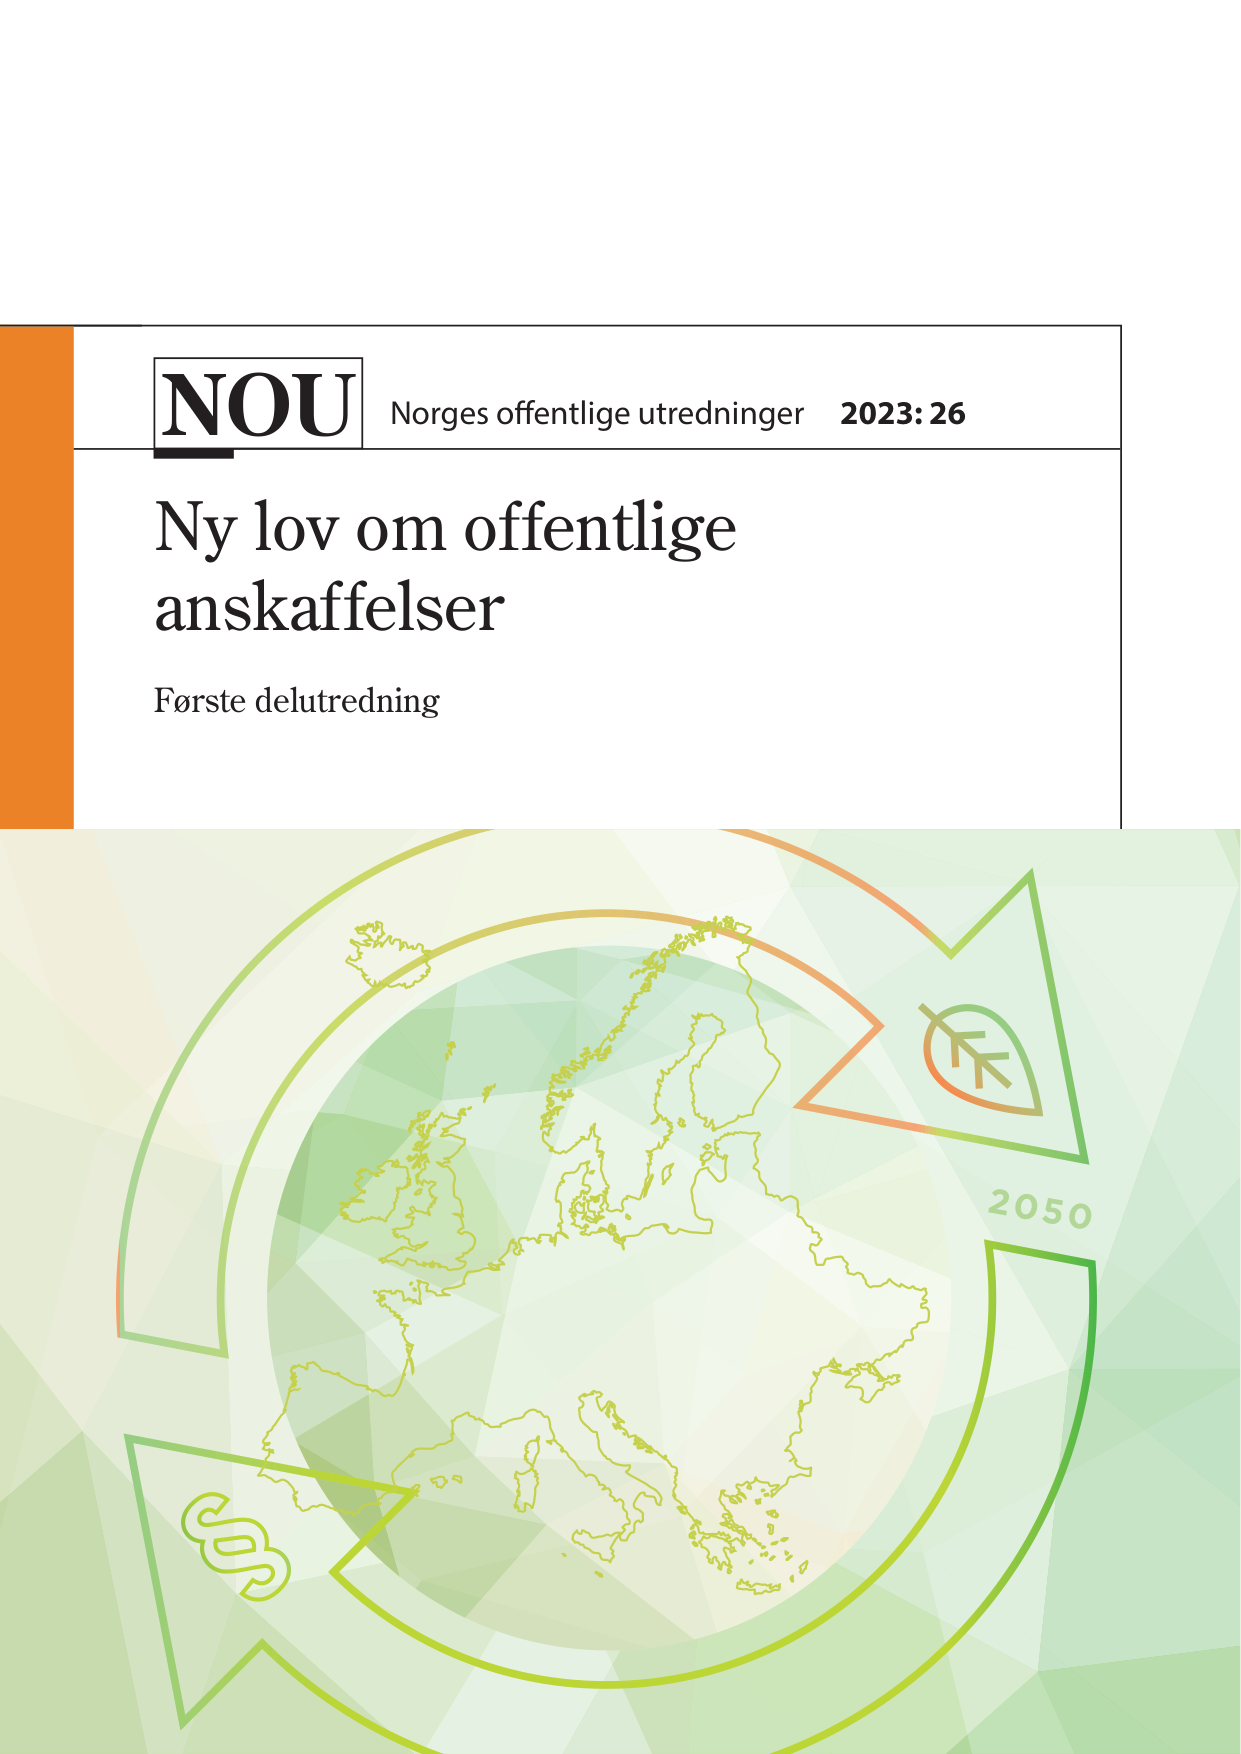 NOU Norges offentlige utredninger 2023: 26
Ny lov om offentlige
anskaffelser
Første delutredning
2050
§